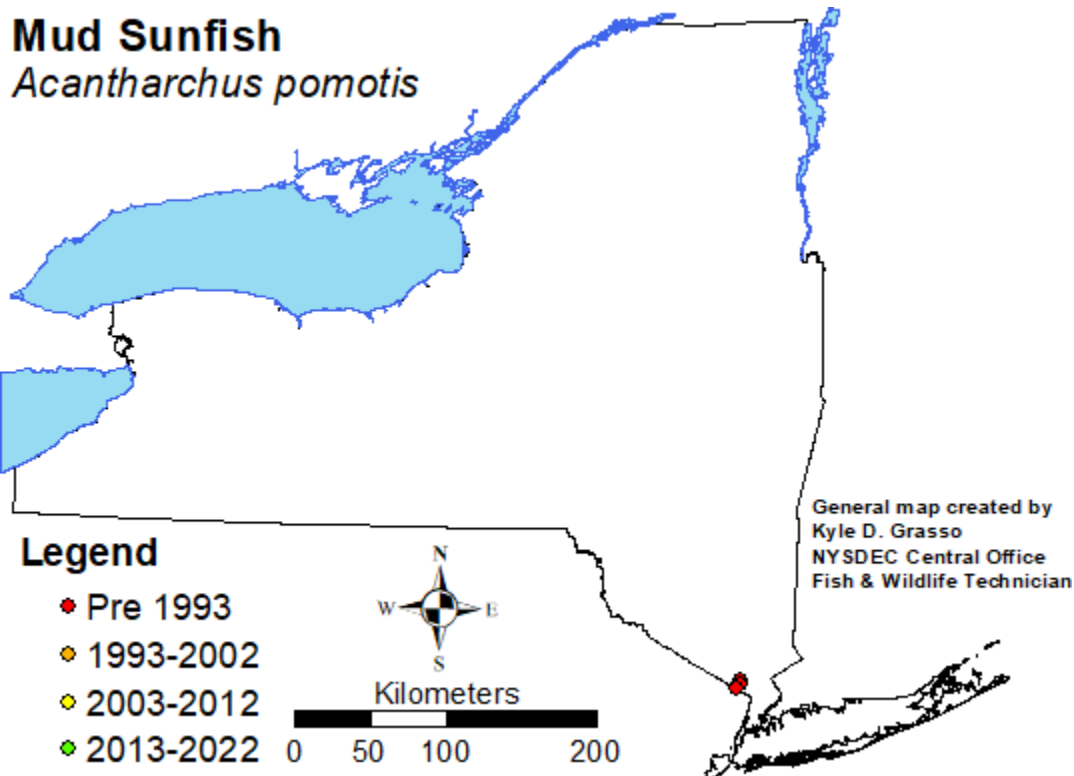 Mud Sunfish
Acantharchus pomotis
General map created by
Kyle D. Grasso
NYSDEC Central Office
Fish & Wildlife Technician
Legend
Pre 1993
1993-2002
2003-2012
2013-2022
N
W E
S
Kilometers
0 50 100 200